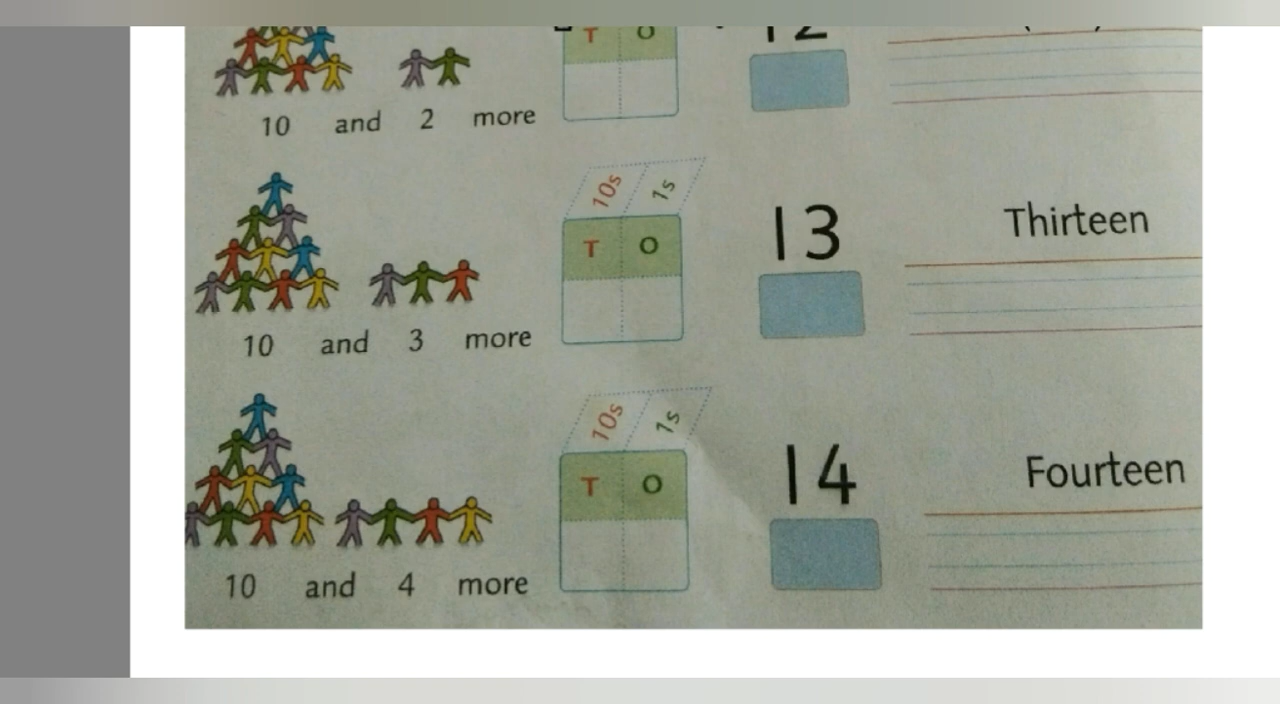 T O 12
10 and 2 more
10s 1s
T O 13 Thirteen
10 and 3 more
10s 1s
T O 14 Fourteen
10 and 4 more